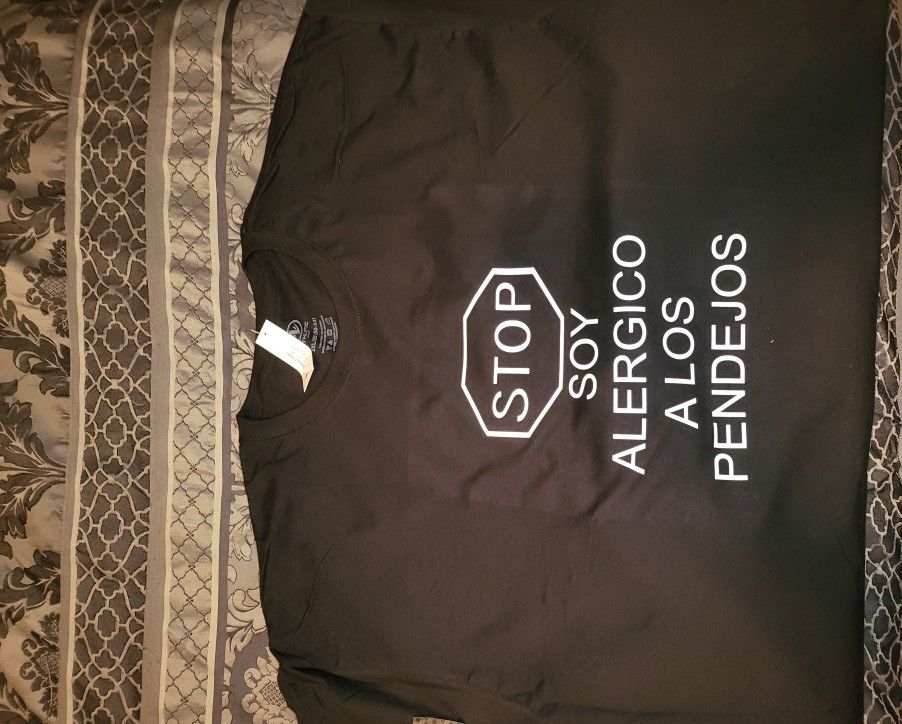 STOP
SOY
ALERGICO
A LOS
PENDEJOS